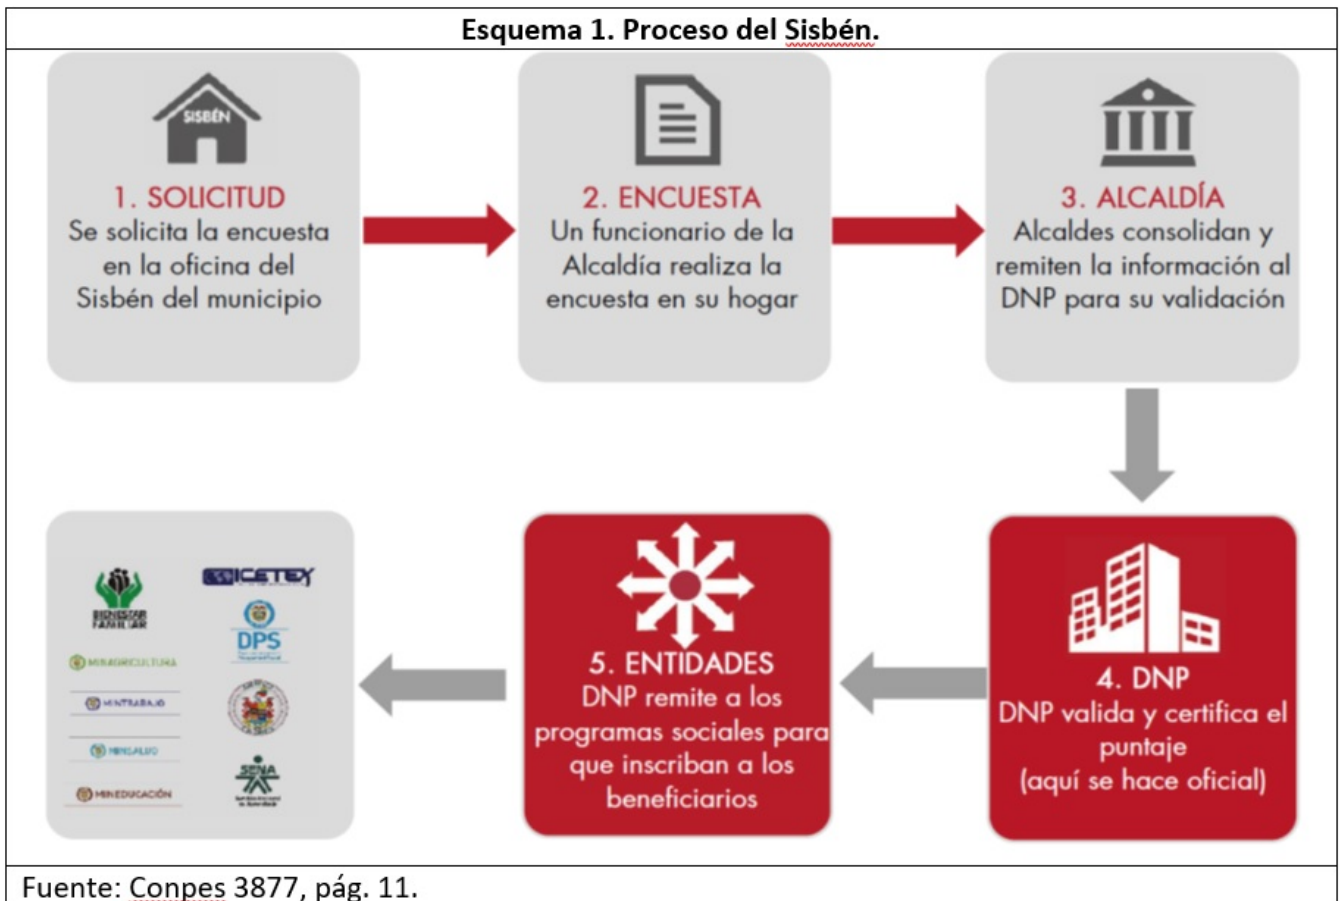 Esquema 1. Proceso del Sisbén.
SISBÉN
1. SOLICITUD
Se solicita la encuesta
en la oficina del
Sisbén del municipio
2. ENCUESTA
Un funcionario de la
Alcaldía realiza la
encuesta en su hogar
3. ALCALDÍA
Alcaldes consolidan y
remiten la información al
DNP para su validación
4. DNP
DNP valida y certifica el
puntaje
(aquí se hace oficial)
5. ENTIDADES
DNP remite a los
programas sociales para
que inscriban a los
beneficiarios
BIENESTAR
FAMILIAR
MINAGRICULTURA
MINTRABAJO
MINSALUD
MINEDUCACIÓN
ICETEX
DPS
SENA
Fuente: Conpes 3877, pág. 11.